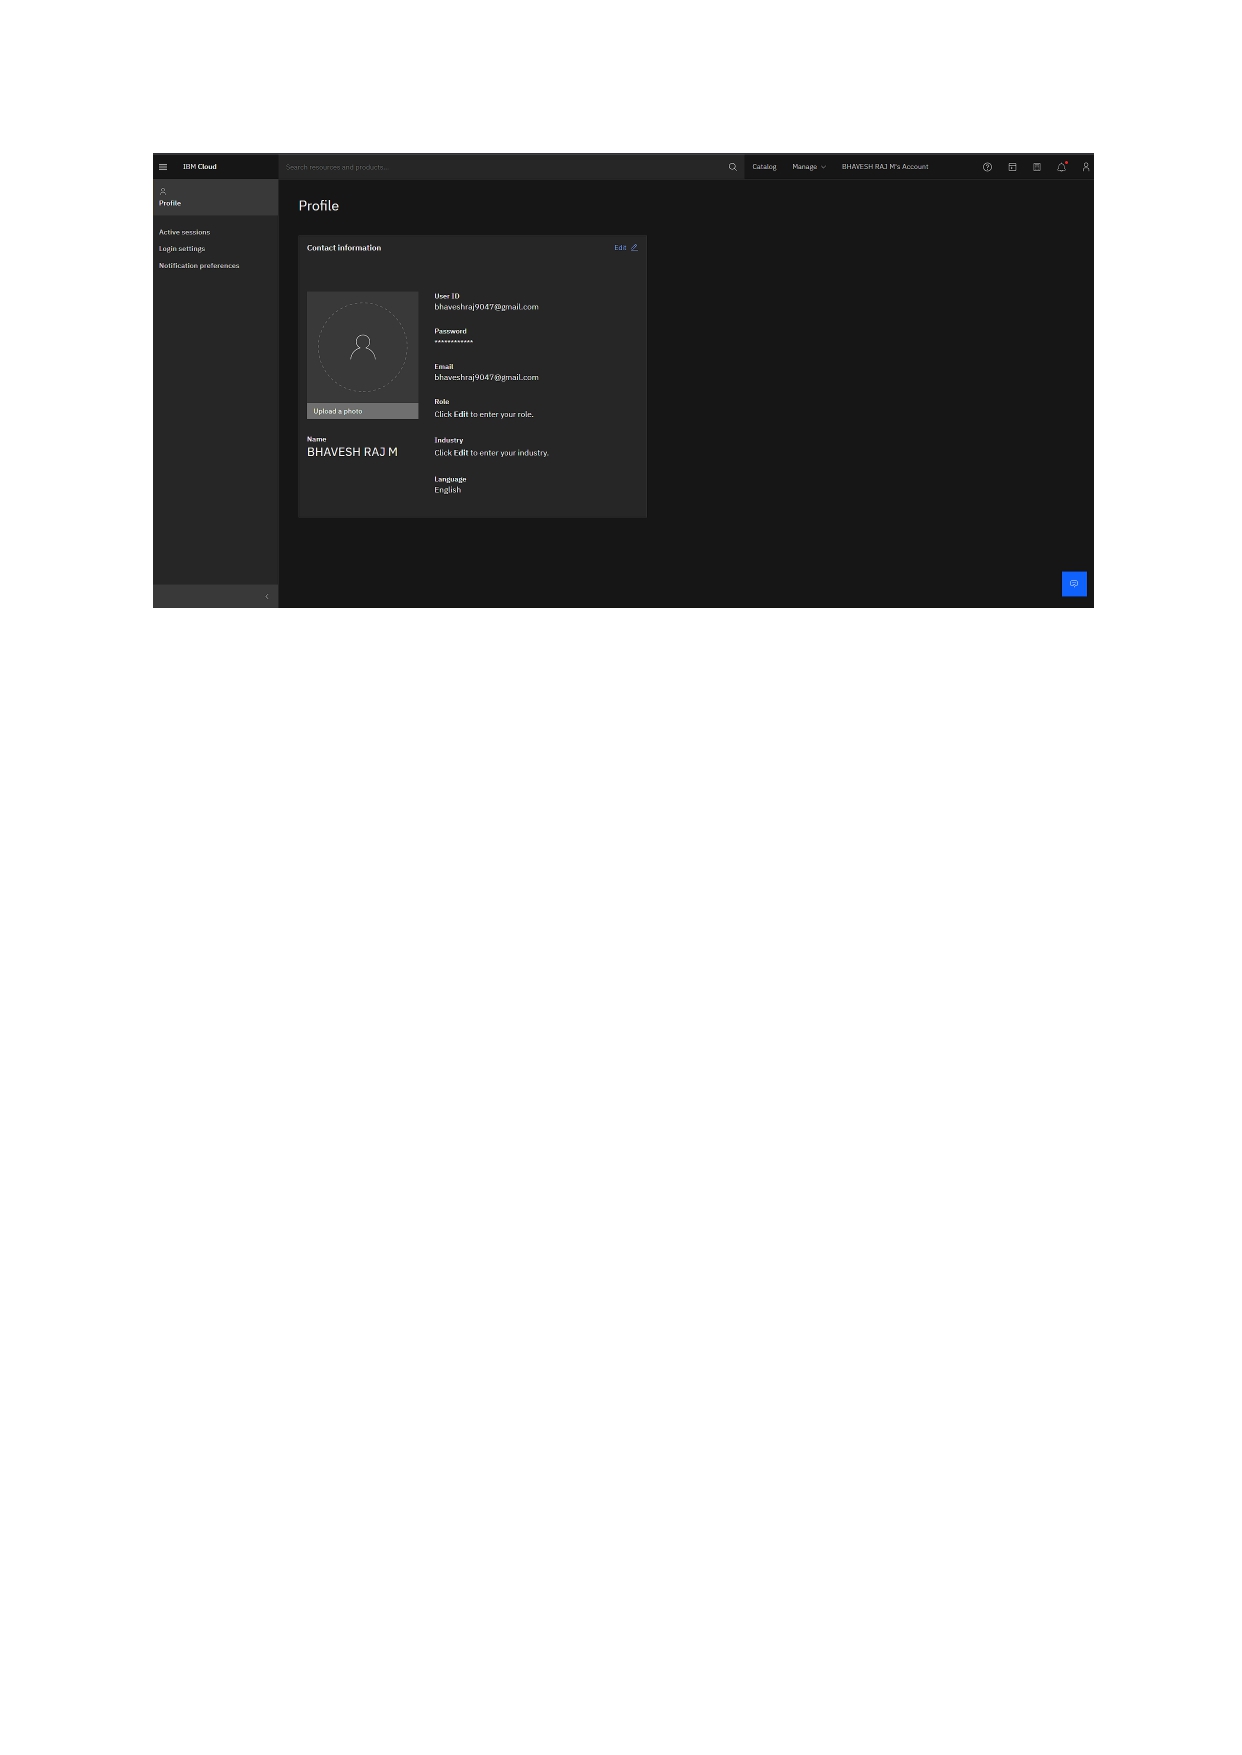 IBM Cloud
Search resources and products...
Catalog
Manage
BHAVESH RAJ M's Account
Profile
Active sessions
Login settings
Notification preferences
Profile
Contact information
Edit
Upload a photo
Name
BHAVESH RAJ M
User ID
bhaveshraj9047@gmail.com
Password
************
Email
bhaveshraj9047@gmail.com
Role
Click Edit to enter your role.
Industry
Click Edit to enter your industry.
Language
English